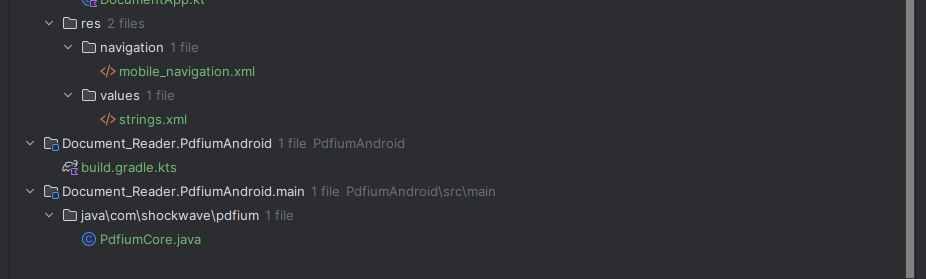 DocumentApp.kt
res 2 files
navigation 1 file
mobile_navigation.xml
values 1 file
strings.xml
Document_Reader.PdfiumAndroid 1 file PdfiumAndroid
build.gradle.kts
Document_Reader.PdfiumAndroid.main 1 file PdfiumAndroid\src\main
java\com\shockwave\pdfium 1 file
PdfiumCore.java